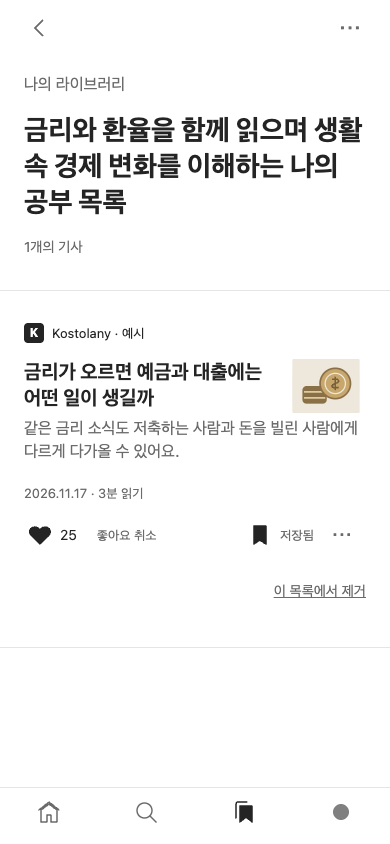 나의 라이브러리
금리와 환율을 함께 읽으며 생활
속 경제 변화를 이해하는 나의
공부 목록
1개의 기사
K Kostolany · 예시
금리가 오르면 예금과 대출에는
어떤 일이 생길까
같은 금리 소식도 저축하는 사람과 돈을 빌린 사람에게
다르게 다가올 수 있어요.
2026.11.17 · 3분 읽기
25 좋아요 취소 저장됨
이 목록에서 제거